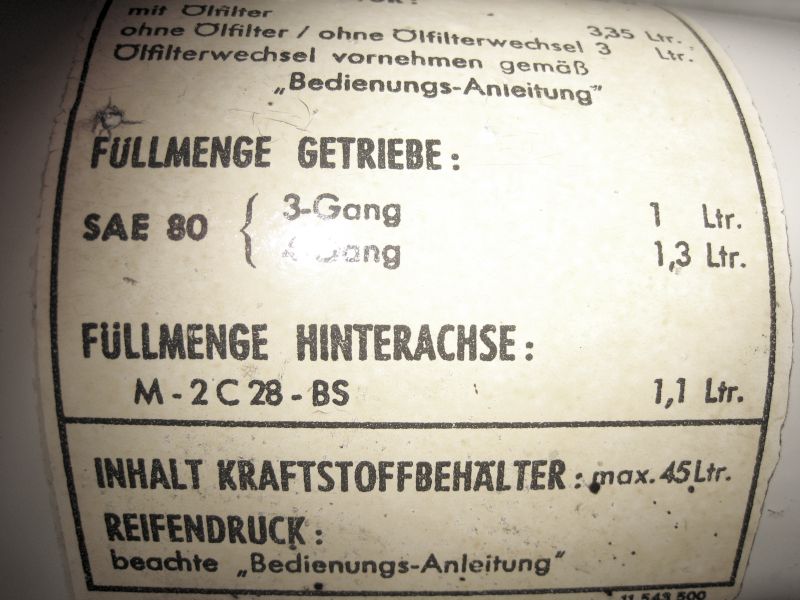 mit Ölfilter 3,35 Ltr.
ohne Ölfilter / ohne Ölfilterwechsel 3 Ltr.
Ölfilterwechsel vornehmen gemäß
„Bedienungs-Anleitung"
FÜLLMENGE GETRIEBE:
SAE 80 { 3-Gang 1 Ltr.
Gang 1,3 Ltr.
FÜLLMENGE HINTERACHSE:
M-2C28-BS 1,1 Ltr.
INHALT KRAFTSTOFFBEHÄLTER: max. 45 Ltr.
REIFENDRUCK:
beachte „Bedienungs-Anleitung"
11 543 500